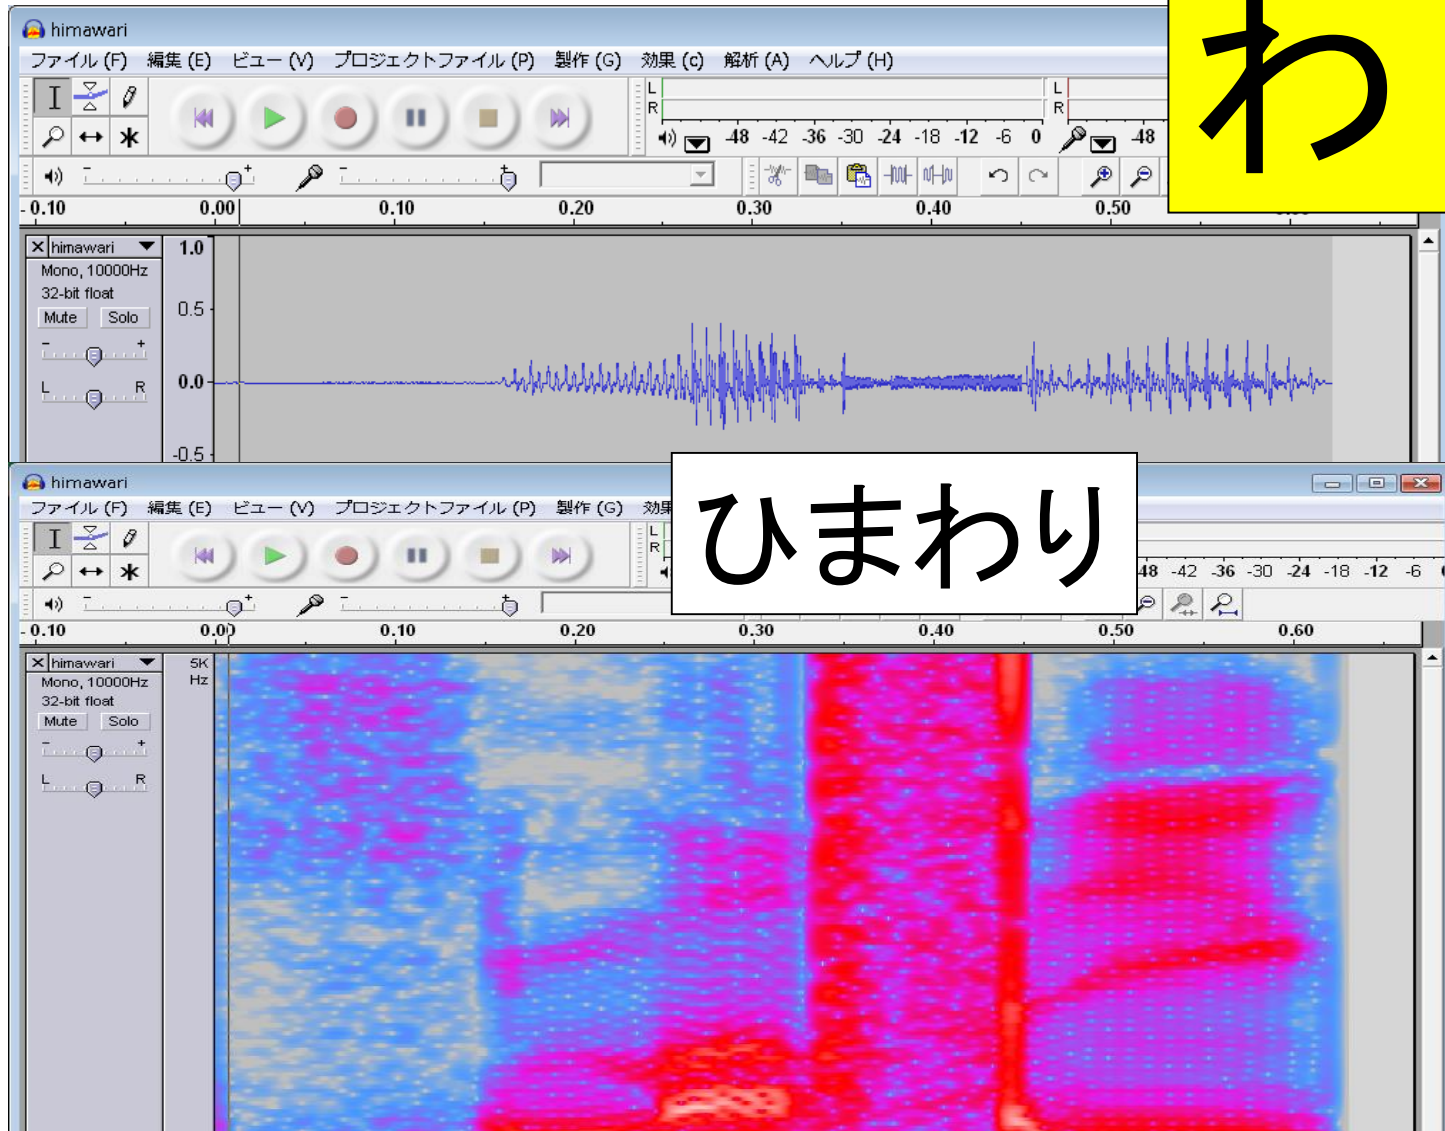 himawari
わ
ファイル (F) 編集 (E) ビュー (V) プロジェクトファイル (P) 製作 (G) 効果 (c) 解析 (A) ヘルプ (H)
L
R
-48 -42 -36 -30 -24 -18 -12 -6 0
L
R
-48
- +
- +
- 0.10 0.00 0.10 0.20 0.30 0.40 0.50
himawari
Mono, 10000Hz
32-bit float
Mute Solo
- +
L R
1.0
0.5
0.0
-0.5
himawari
ファイル (F) 編集 (E) ビュー (V) プロジェクトファイル (P) 製作 (G) 効果
ひまわり
L
R
48 -42 -36 -30 -24 -18 -12 -6
- +
- +
- 0.10 0.00 0.10 0.20 0.30 0.40 0.50 0.60
himawari
Mono, 10000Hz
32-bit float
Mute Solo
- +
L R
5K
Hz